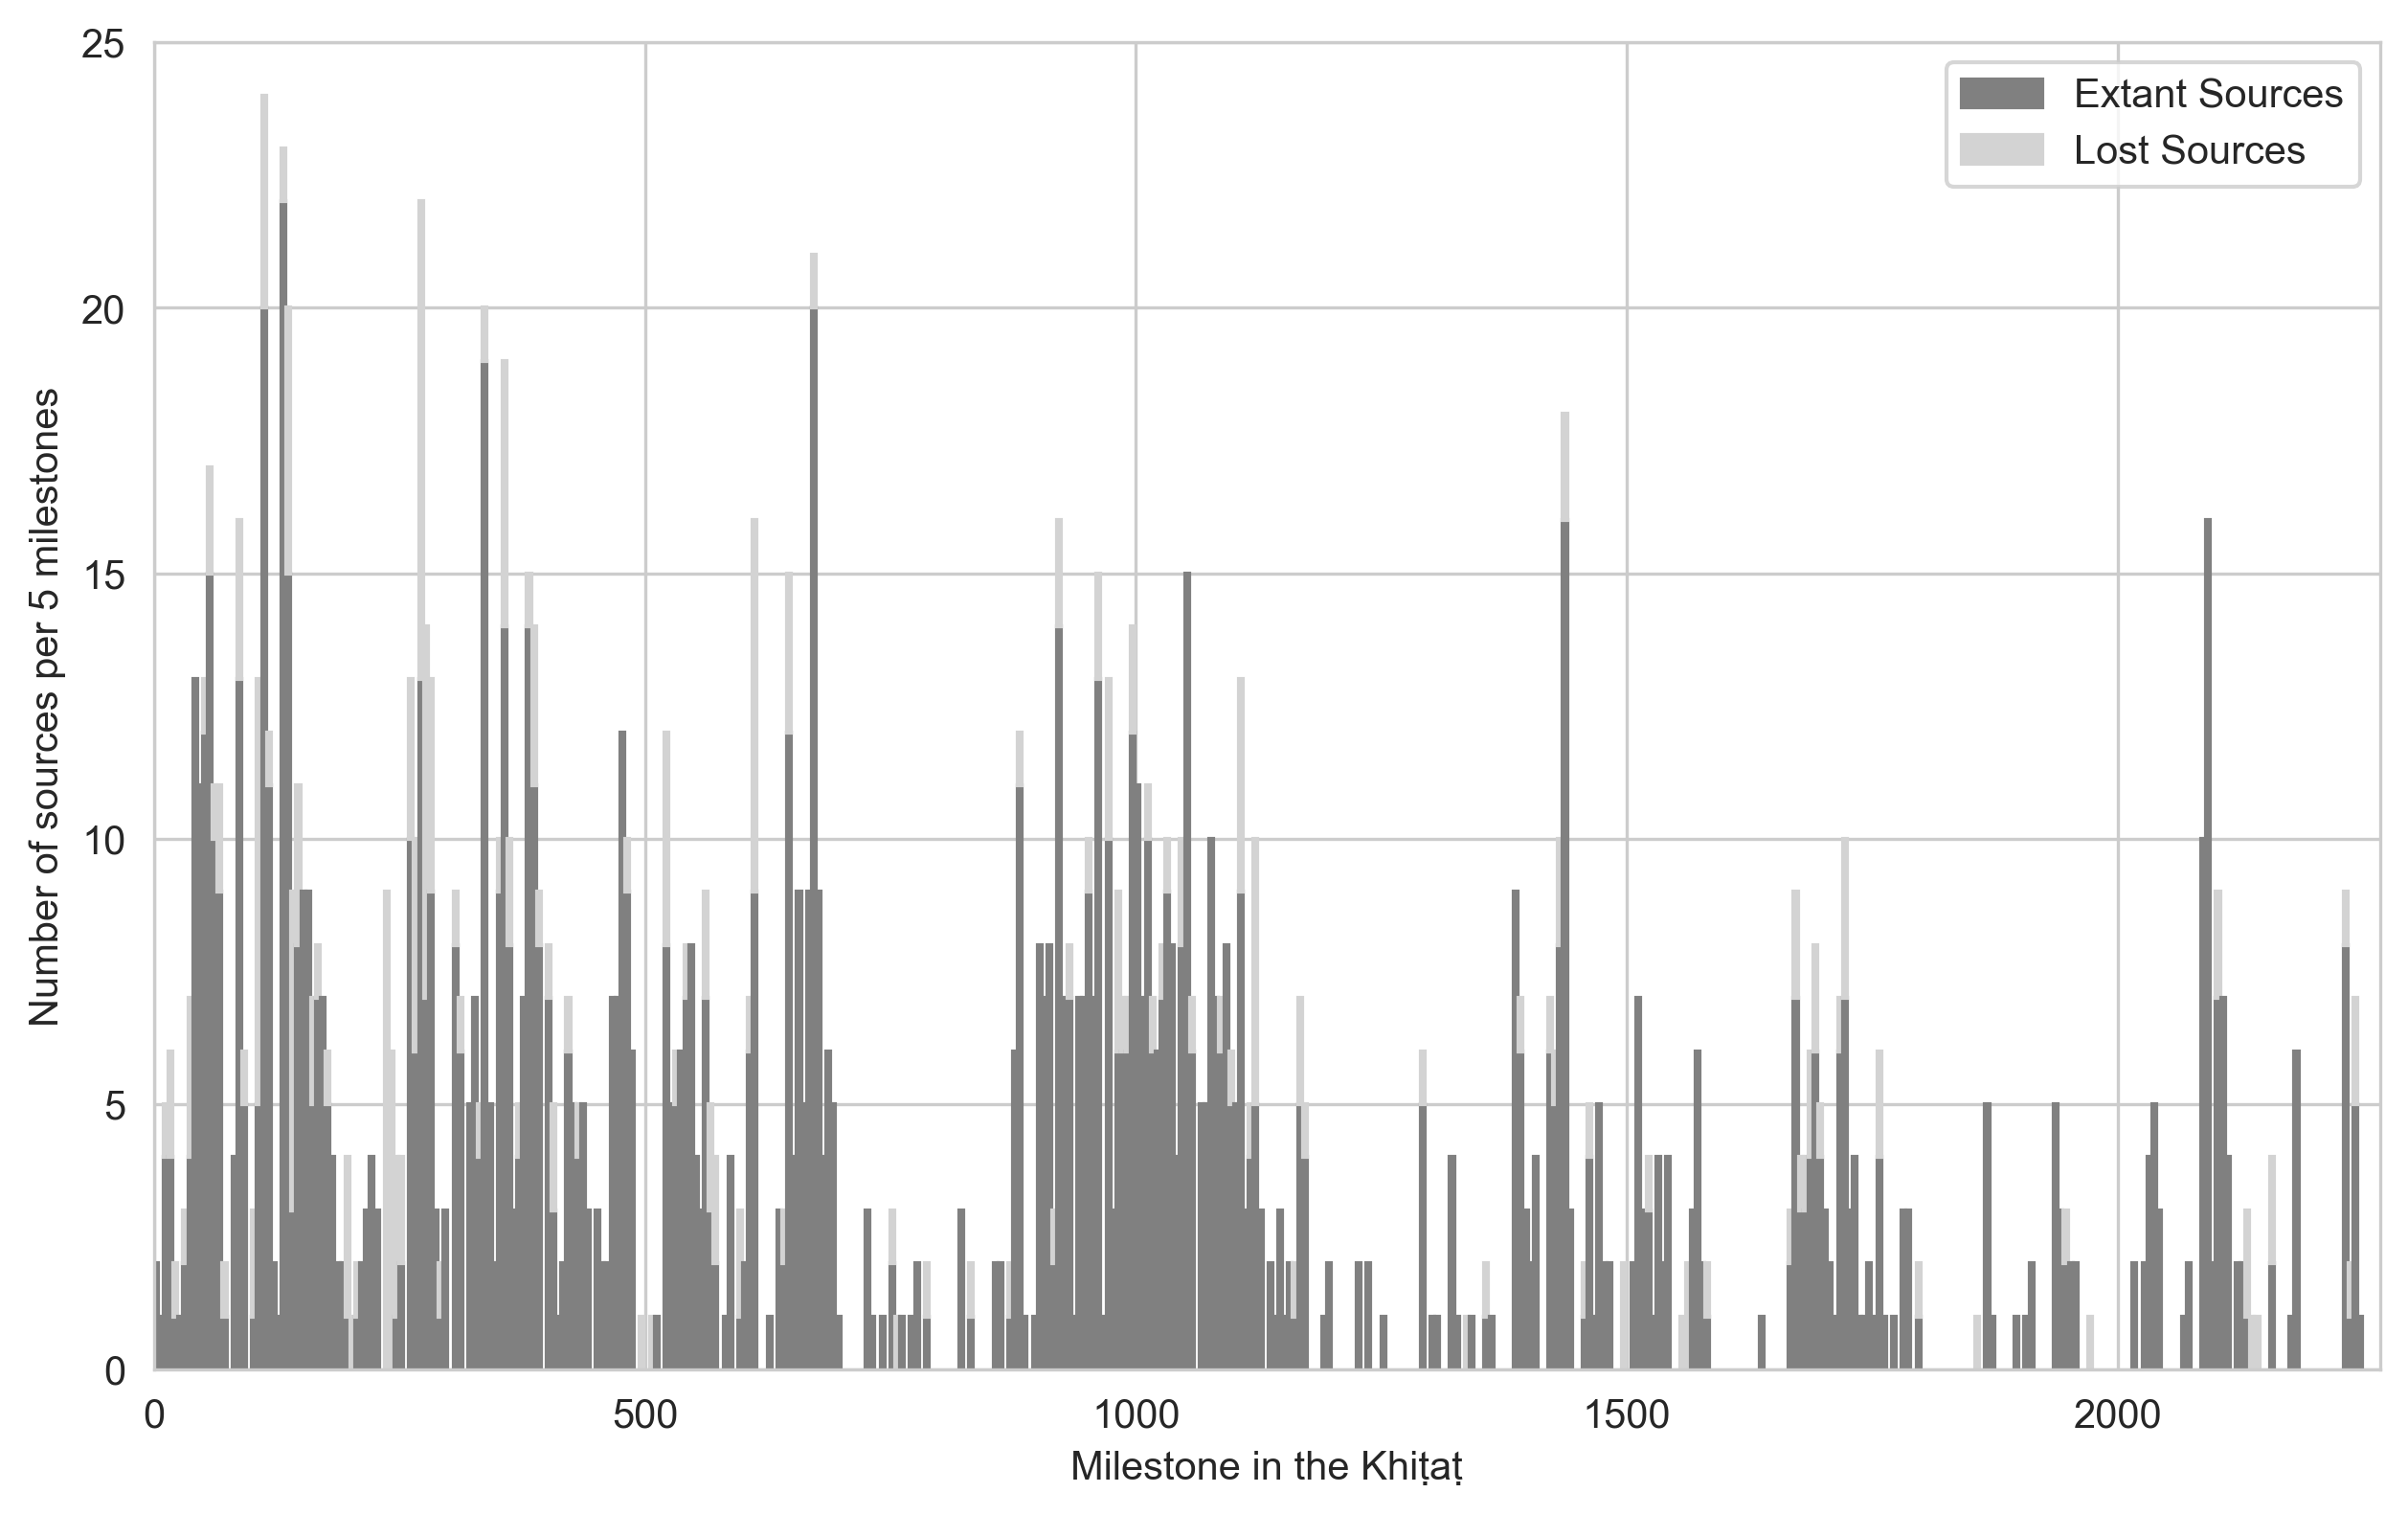 25
20
15
10
5
0
Number of sources per 5 milestones
Extant Sources
Lost Sources
0 500 1000 1500 2000
Milestone in the Khiṭaṭ